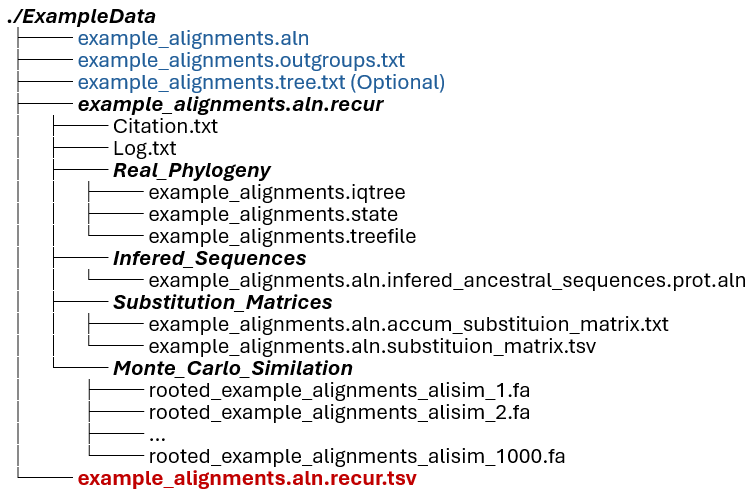 ./ExampleData
example_alignments.aln
example_alignments.outgroups.txt
example_alignments.tree.txt (Optional)
example_alignments.aln.recur
Citation.txt
Log.txt
Real_Phylogeny
example_alignments.iqtree
example_alignments.state
example_alignments.treefile
Infered_Sequences
example_alignments.aln.infered_ancestral_sequences.prot.aln
Substitution_Matrices
example_alignments.aln.accum_substituion_matrix.txt
example_alignments.aln.substituion_matrix.tsv
Monte_Carlo_Similation
rooted_example_alignments_alisim_1.fa
rooted_example_alignments_alisim_2.fa
...
rooted_example_alignments_alisim_1000.fa
example_alignments.aln.recur.tsv